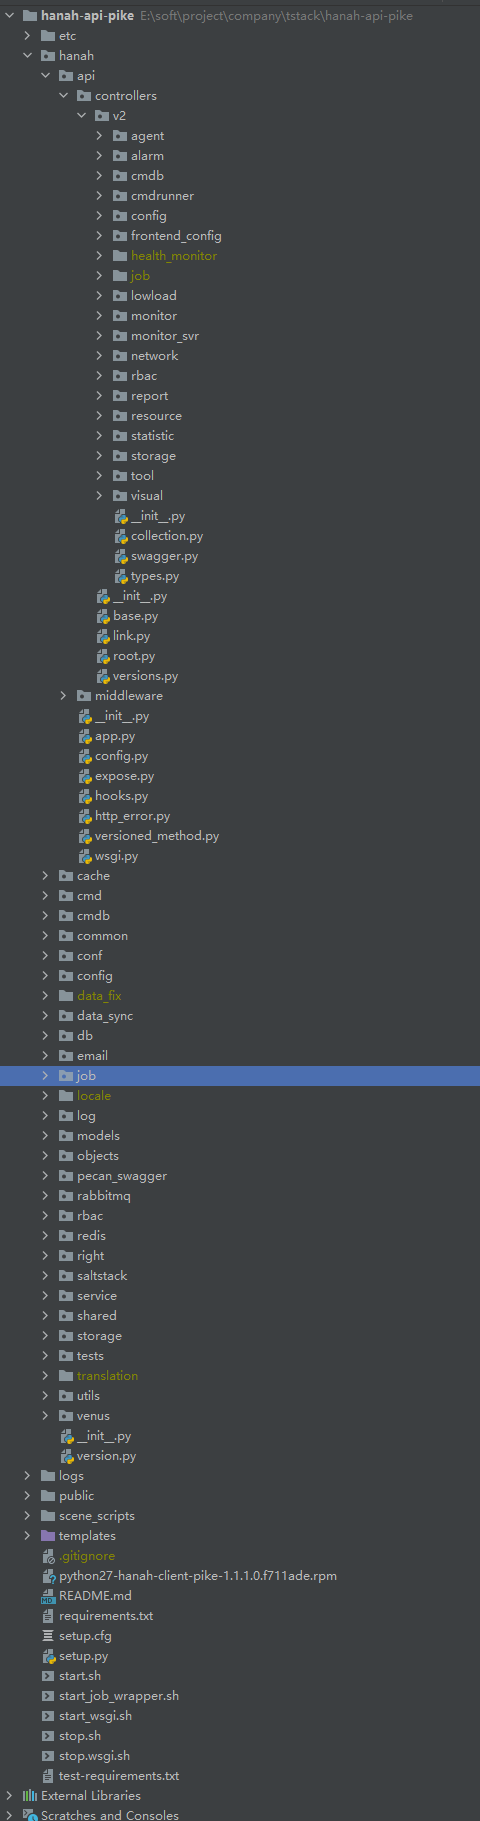 hanah-api-pike E:\soft\project\company\tstack\hanah-api-pike
etc
hanah
api
controllers
v2
agent
alarm
cmdb
cmdrunner
config
frontend_config
health_monitor
job
lowload
monitor
monitor_svr
network
rbac
report
resource
statistic
storage
tool
visual
__init__.py
collection.py
swagger.py
types.py
__init__.py
base.py
link.py
root.py
versions.py
middleware
__init__.py
app.py
config.py
expose.py
hooks.py
http_error.py
versioned_method.py
wsgi.py
cache
cmd
cmdb
common
conf
config
data_fix
data_sync
db
email
job
locale
log
models
objects
pecan_swagger
rabbitmq
rbac
redis
right
saltstack
service
shared
storage
tests
translation
utils
venus
__init__.py
version.py
logs
public
scene_scripts
templates
.gitignore
python27-hanah-client-pike-1.1.1.0.f711ade.rpm
README.md
requirements.txt
setup.cfg
setup.py
start.sh
start_job_wrapper.sh
start_wsgi.sh
stop.sh
stop.wsgi.sh
test-requirements.txt
External Libraries
Scratches and Consoles